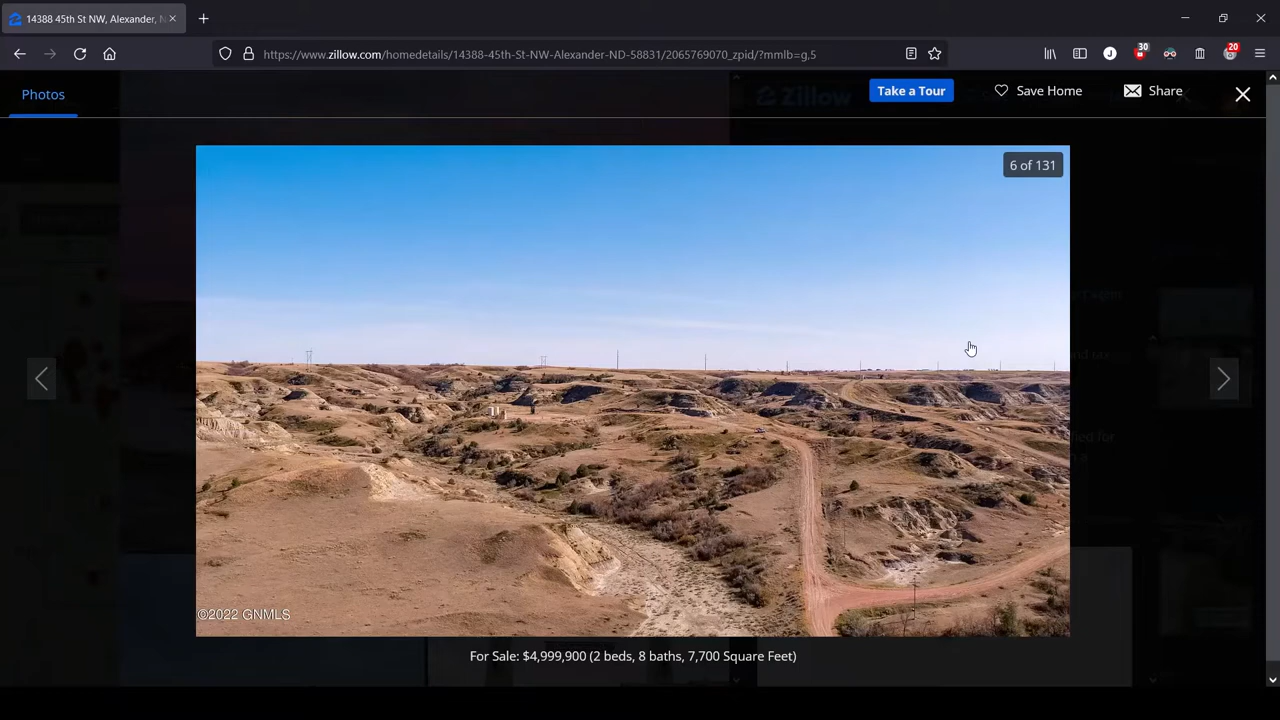 14388 45th St NW, Alexander, N
https://www.zillow.com/homedetails/14388-45th-St-NW-Alexander-ND-58831/2065769070_zpid/?mmlb=g,5
J
30
20
Photos
Zillow
Take a Tour
Save Home
Share
6 of 131
©2022 GNMLS
For Sale: $4,999,900 (2 beds, 8 baths, 7,700 Square Feet)